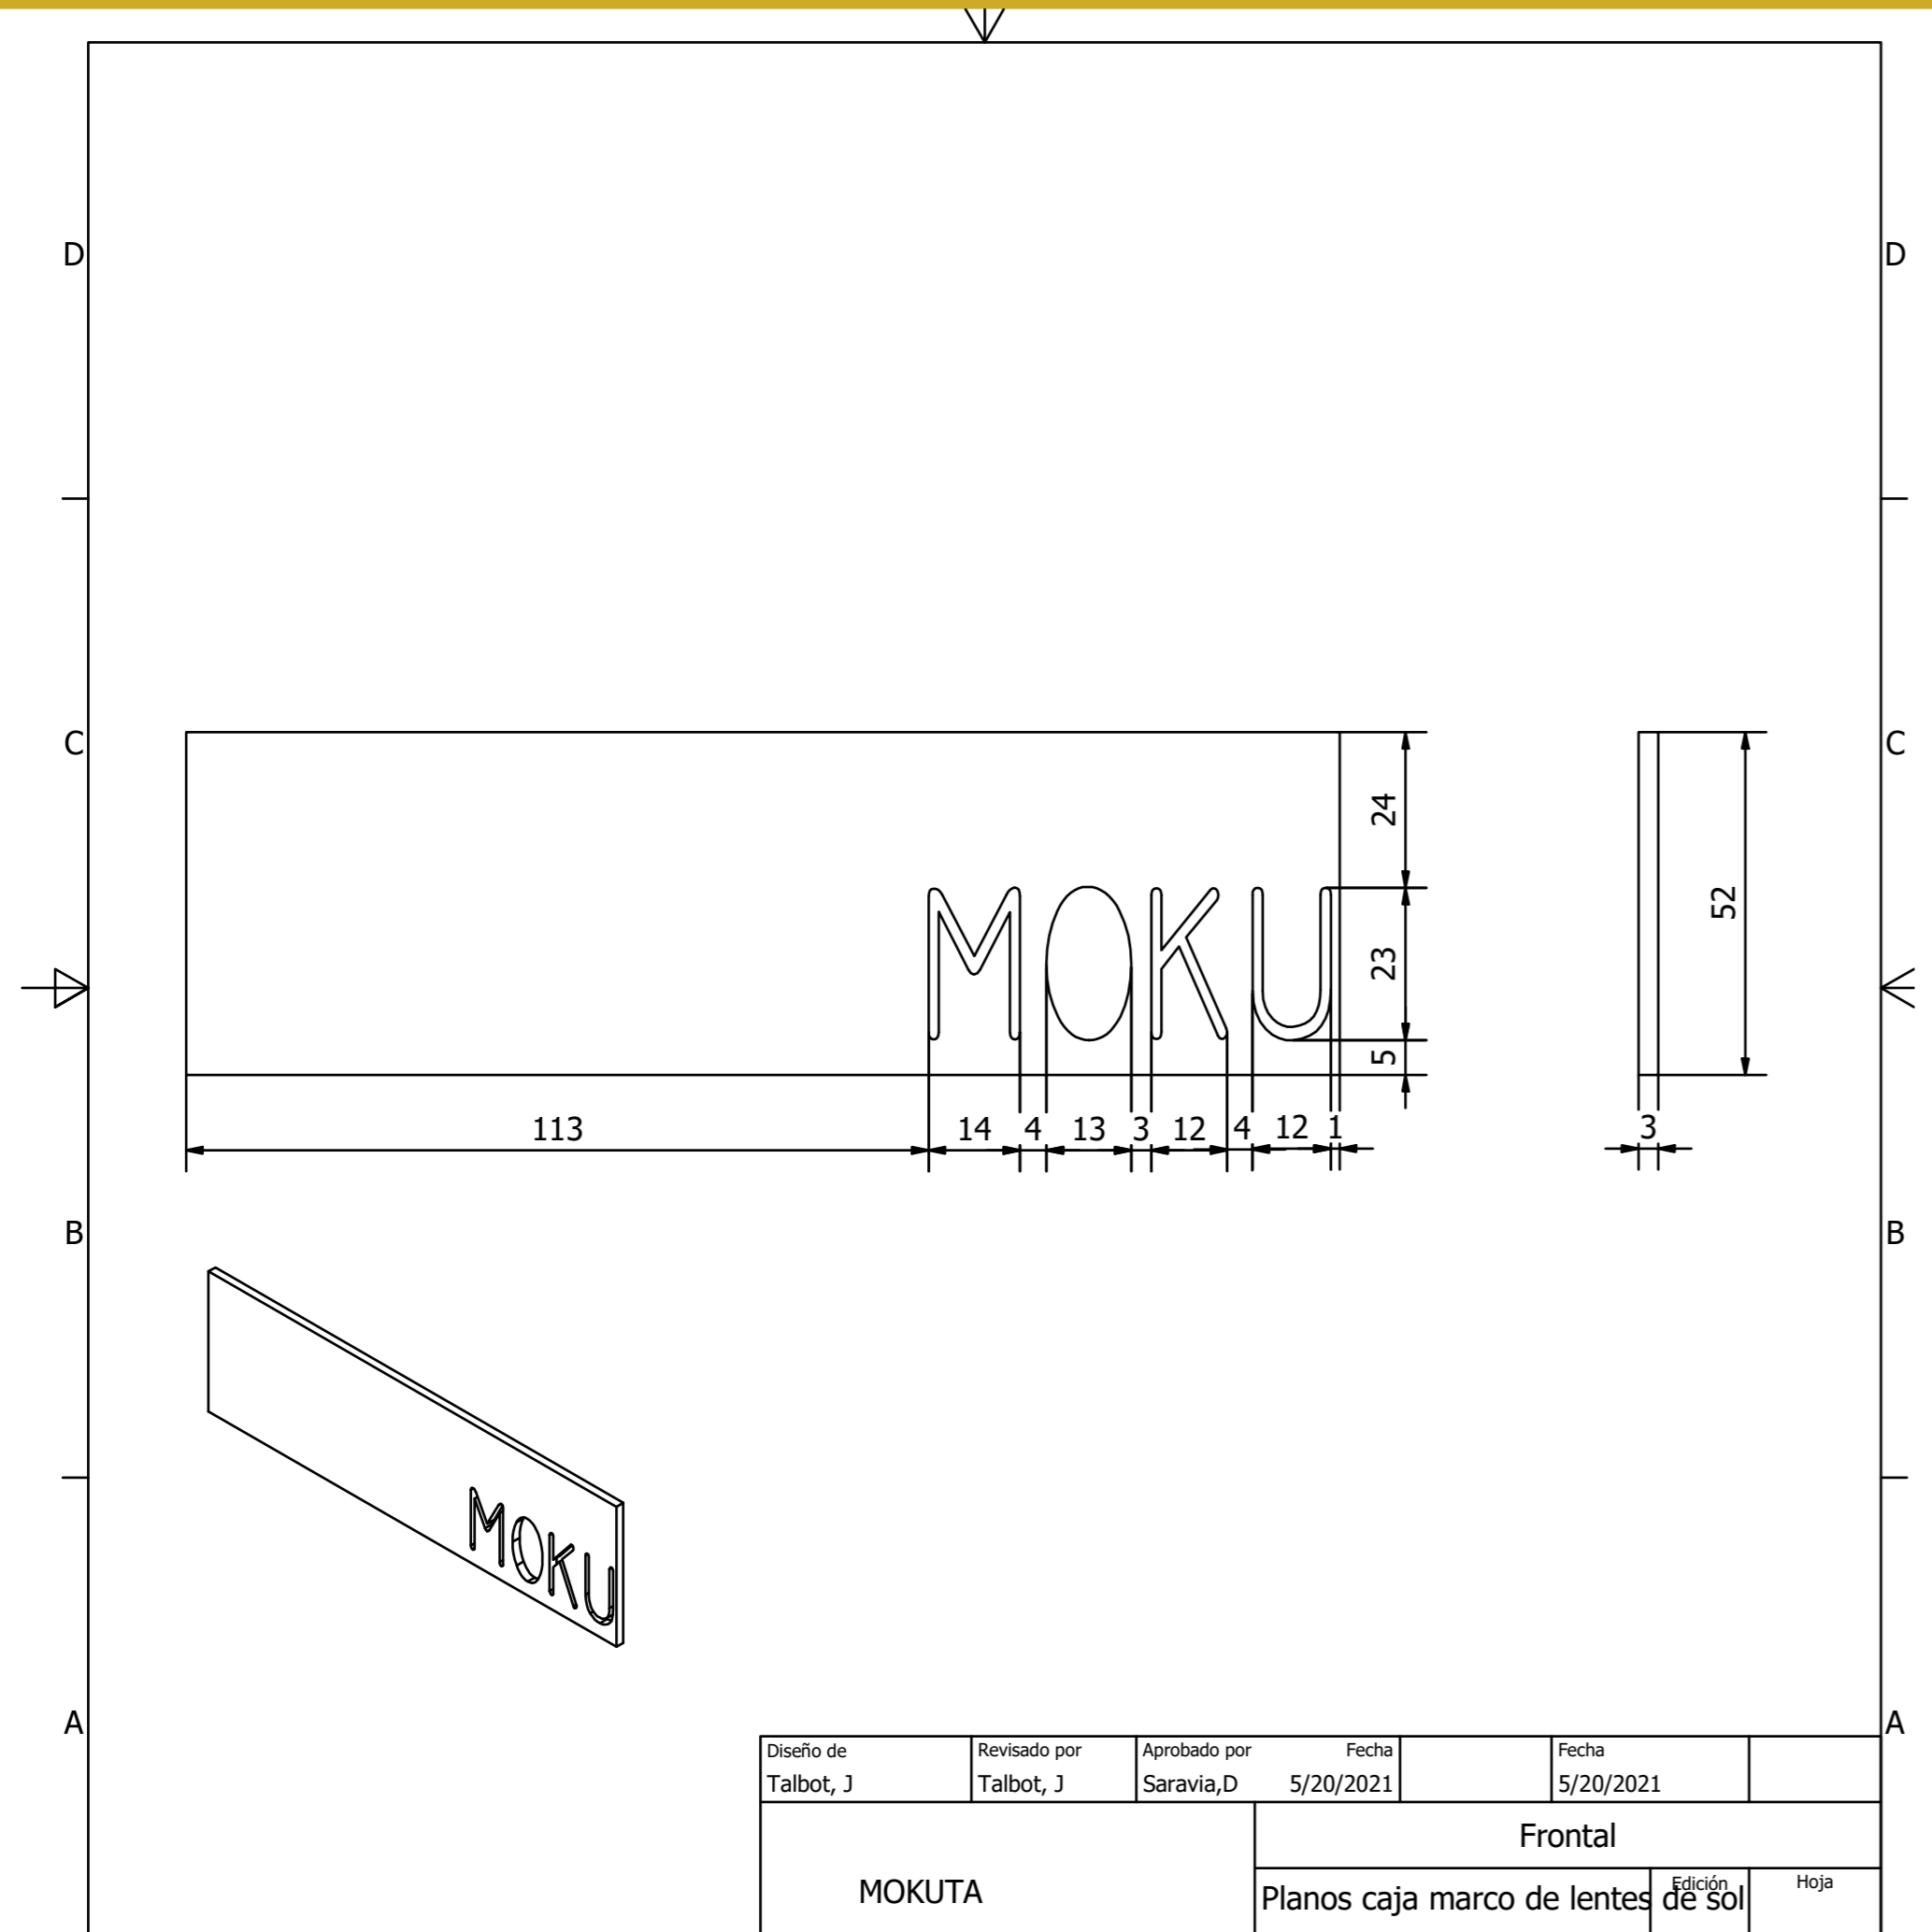 D
D
C
C
24
MOKU
23
52
5
113
14
4
13
3
12
4
12
1
3
B
B
MOKU
A
A
Diseño de
Revisado por
Aprobado por
Fecha
Fecha
Talbot, J
Talbot, J
Saravia,D
5/20/2021
5/20/2021
Frontal
MOKUTA
Planos caja marco de lentes de sol
Edición
Hoja